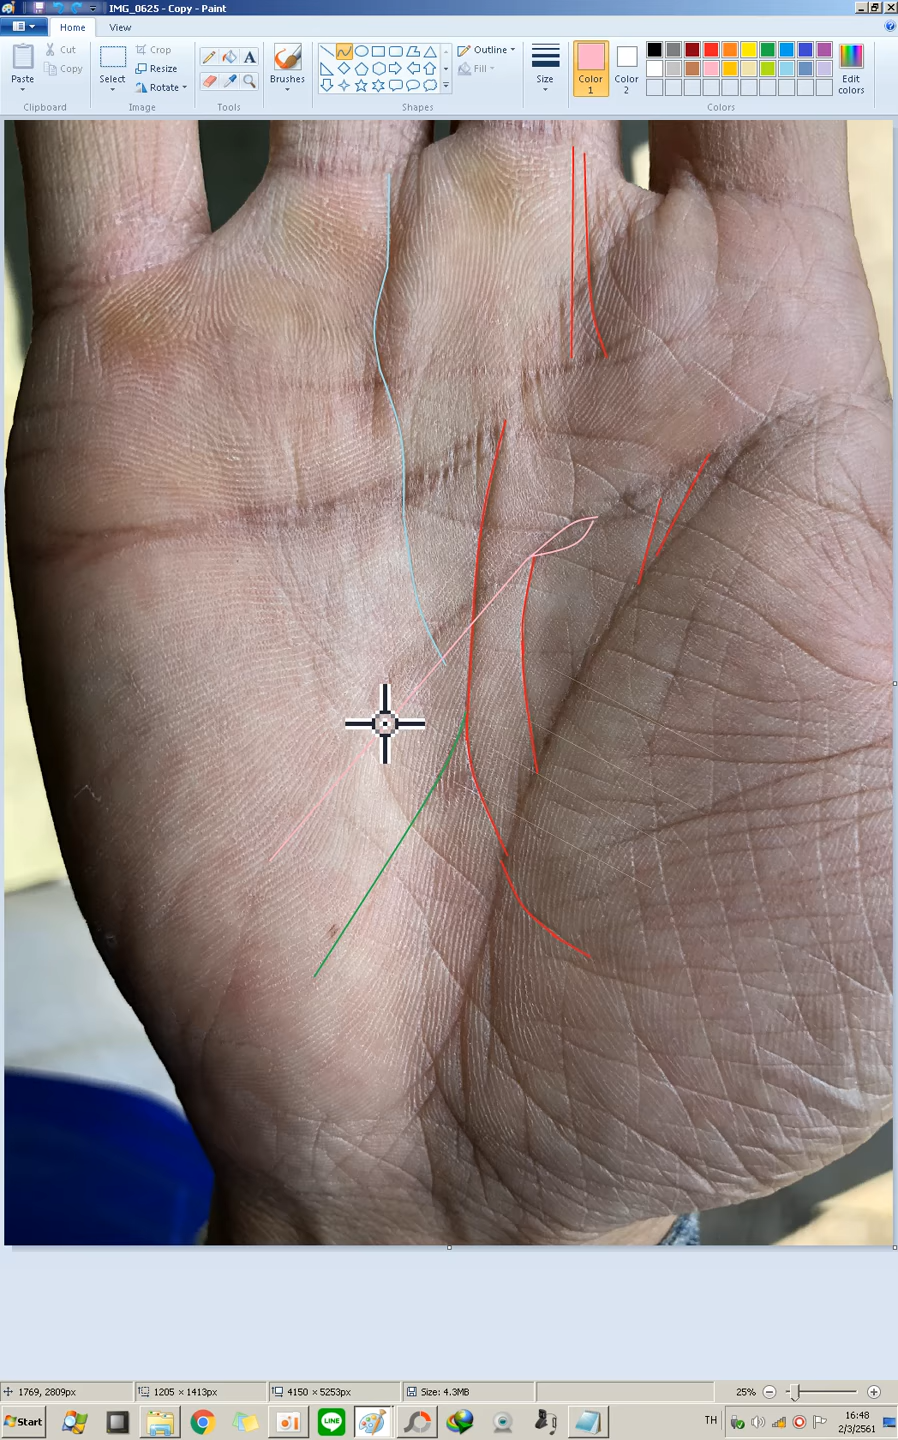 IMG_0625 - Copy - Paint
Home
View
Paste
Cut
Copy
Clipboard
Select
Crop
Resize
Rotate
Image
A
Tools
Brushes
Outline
Fill
Shapes
Size
Color
1
Color
2
Edit
colors
Colors
1769, 2809px
1205 × 1413px
4150 × 5253px
Size: 4.3MB
25%
Start
LINE
TH
16:48
2/3/2561